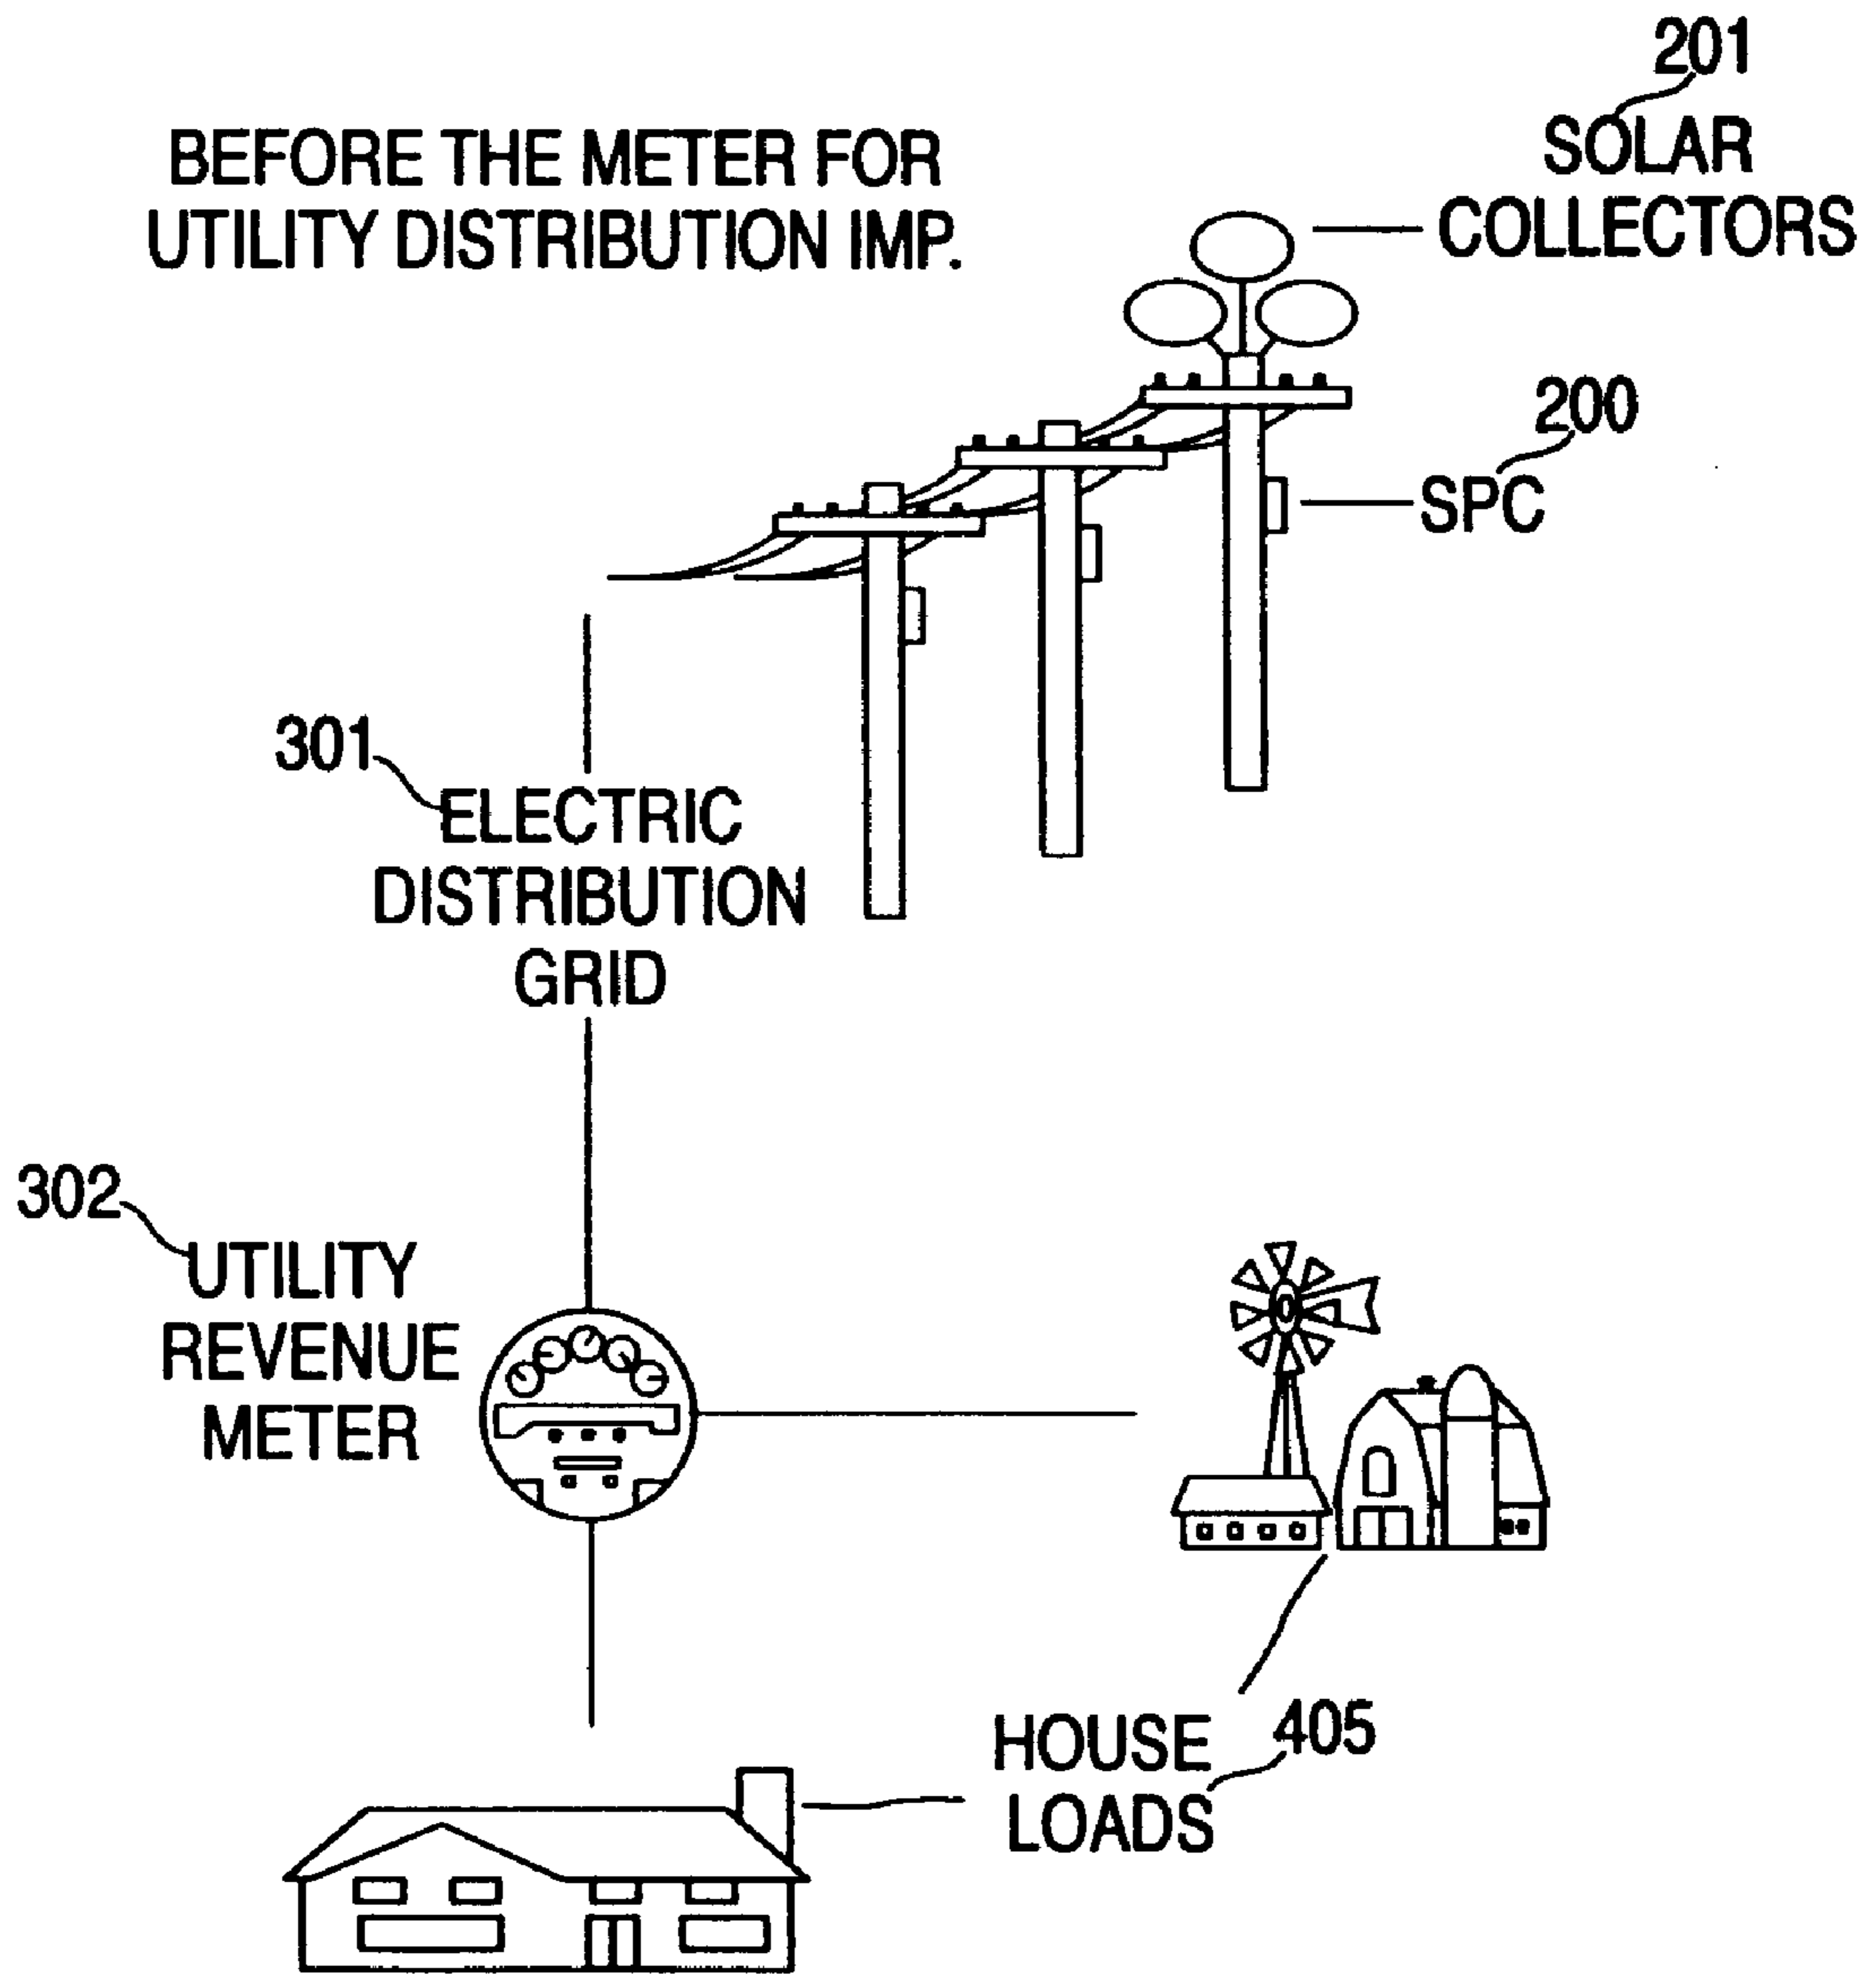 201
SOLAR
COLLECTORS
BEFORE THE METER FOR
UTILITY DISTRIBUTION IMP.
200
SPC
301
ELECTRIC
DISTRIBUTION
GRID
302
UTILITY
REVENUE
METER
HOUSE
LOADS
405